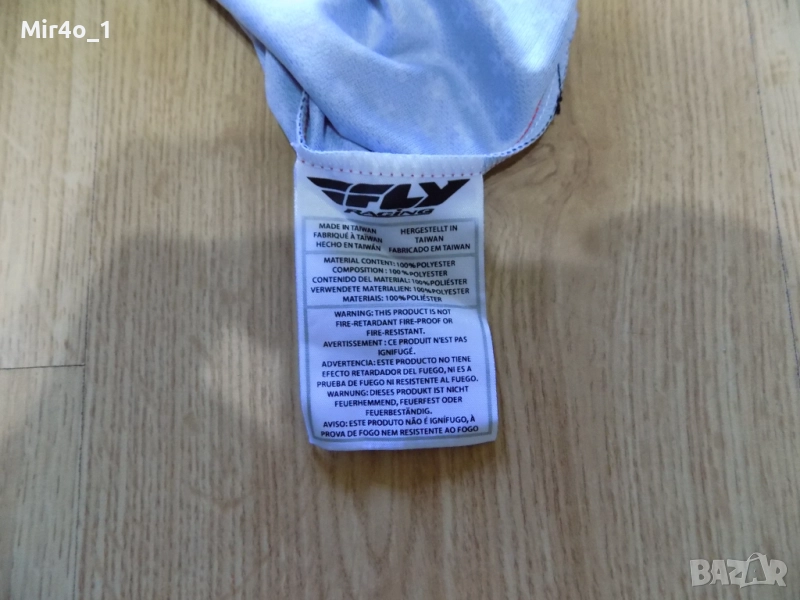 Mir4o_1
FLY
RACING
MADE IN TAIWAN
FABRIQUÉ À TAÏWAN
HECHO EN TAIWÁN
HERGESTELLT IN
TAIWAN
FABRICADO EM TAIWAN
MATERIAL CONTENT: 100% POLYESTER
COMPOSITION : 100% POLYESTER
CONTENIDO DEL MATERIAL: 100% POLIÉSTER
VERWENDETE MATERIALIEN: 100% POLYESTER
MATERIAIS: 100% POLIÉSTER
WARNING: THIS PRODUCT IS NOT
FIRE-RETARDANT FIRE-PROOF OR
FIRE-RESISTANT.
AVERTISSEMENT : CE PRODUIT N'EST PAS
IGNIFUGÉ.
ADVERTENCIA: ESTE PRODUCTO NO TIENE
EFECTO RETARDADOR DEL FUEGO, NI ES A
PRUEBA DE FUEGO NI RESISTENTE AL FUEGO.
WARNUNG: DIESES PRODUKT IST NICHT
FEUERHEMMEND, FEUERFEST ODER
FEUERBESTÄNDIG.
AVISO: ESTE PRODUTO NÃO É IGNÍFUGO, À
PROVA DE FOGO NEM RESISTENTE AO FOGO
BAZAR